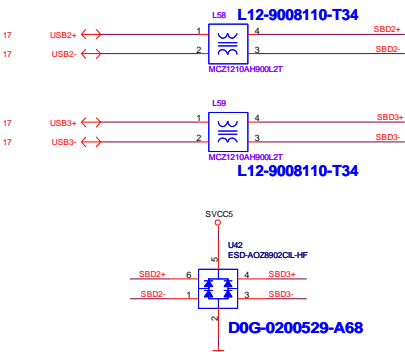 L58 L12-9008110-T34
17 USB2+ 1 4 SBD2+
17 USB2- 2 3 SBD2-
MCZ1210AH900L2T
L59
17 USB3+ 1 4 SBD3+
17 USB3- 2 3 SBD3-
MCZ1210AH900L2T
L12-9008110-T34
SVCC5
U42
ESD-AOZ8902CIL-HF
5
SBD2+ 6 4 SBD3+
SBD2- 1 3 SBD3-
2
D0G-0200529-A68